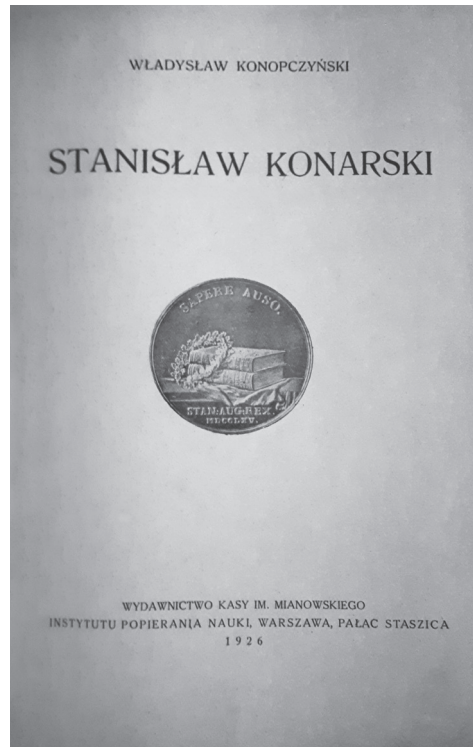 WŁADYSŁAW KONOPCZYŃSKI
STANISŁAW KONARSKI
SAPERE AUSO.
STAN:AUG:REX.
MDCCLXV.
WYDAWNICTWO KASY IM. MIANOWSKIEGO
INSTYTUTU POPIERANIA NAUKI, WARSZAWA, PAŁAC STASZICA
1926